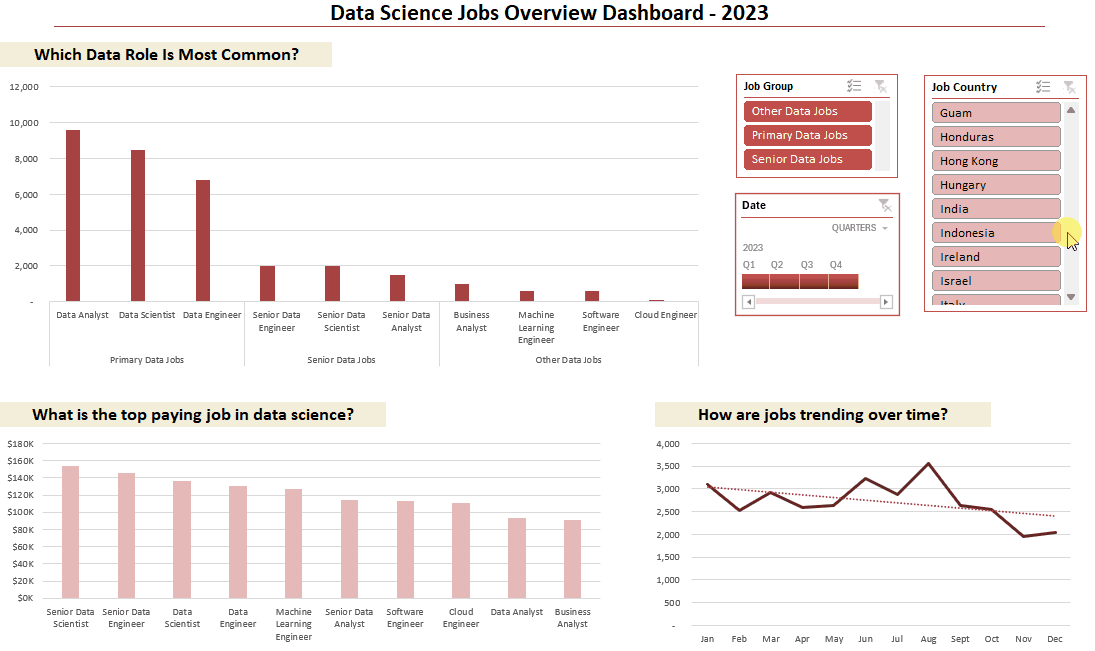 Data Science Jobs Overview Dashboard - 2023
Which Data Role Is Most Common?
12,000
10,000
8,000
6,000
4,000
2,000
-
Data Analyst
Data Scientist
Data Engineer
Senior Data
Engineer
Senior Data
Scientist
Senior Data
Analyst
Business
Analyst
Machine
Learning
Engineer
Software
Engineer
Cloud Engineer
Primary Data Jobs
Senior Data Jobs
Other Data Jobs
Job Group
Other Data Jobs
Primary Data Jobs
Senior Data Jobs
Date
QUARTERS
2023
Q1 Q2 Q3 Q4
Job Country
Guam
Honduras
Hong Kong
Hungary
India
Indonesia
Ireland
Israel
Italy
What is the top paying job in data science?
$180K
$160K
$140K
$120K
$100K
$80K
$60K
$40K
$20K
$0K
Senior Data
Scientist
Senior Data
Engineer
Data
Scientist
Data
Engineer
Machine
Learning
Engineer
Senior Data
Analyst
Software
Engineer
Cloud
Engineer
Data Analyst
Business
Analyst
How are jobs trending over time?
4,000
3,500
3,000
2,500
2,000
1,500
1,000
500
-
Jan Feb Mar Apr May Jun Jul Aug Sept Oct Nov Dec